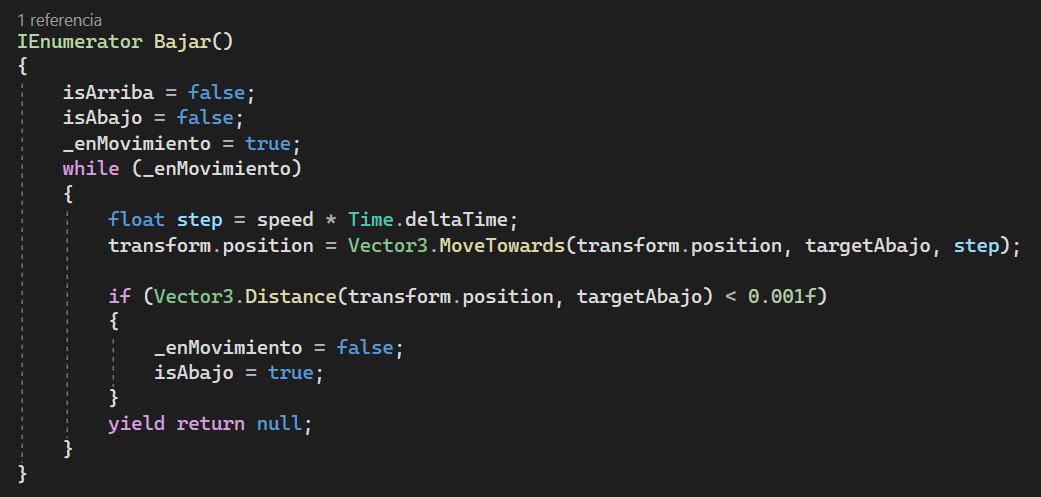 1 referencia
IEnumerator Bajar()
{
    isArriba = false;
    isAbajo = false;
    _enMovimiento = true;
    while (_enMovimiento)
    {
        float step = speed * Time.deltaTime;
        transform.position = Vector3.MoveTowards(transform.position, targetAbajo, step);

        if (Vector3.Distance(transform.position, targetAbajo) < 0.001f)
        {
            _enMovimiento = false;
            isAbajo = true;
        }
        yield return null;
    }
}